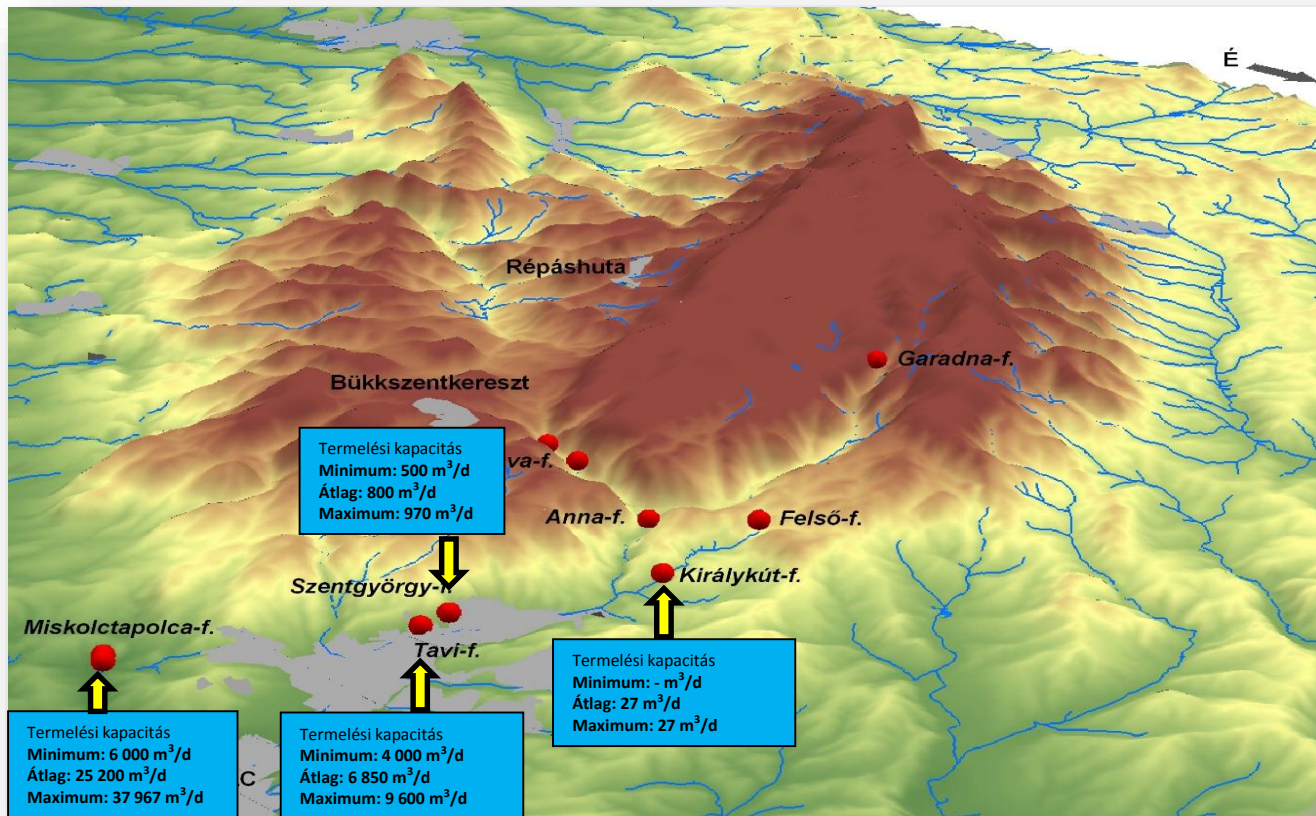 É
Répáshuta
Garadna-f.
Bükkszentkereszt
Termelési kapacitás
Minimum: 500 m³/d
Átlag: 800 m³/d
Maximum: 970 m³/d
va-f.
Anna-f.
Felső-f.
Szentgyörgy-f.
Királykút-f.
Miskolctapolca-f.
Tavi-f.
Termelési kapacitás
Minimum: - m³/d
Átlag: 27 m³/d
Maximum: 27 m³/d
Termelési kapacitás
Minimum: 6 000 m³/d
Átlag: 25 200 m³/d
Maximum: 37 967 m³/d
C
Termelési kapacitás
Minimum: 4 000 m³/d
Átlag: 6 850 m³/d
Maximum: 9 600 m³/d